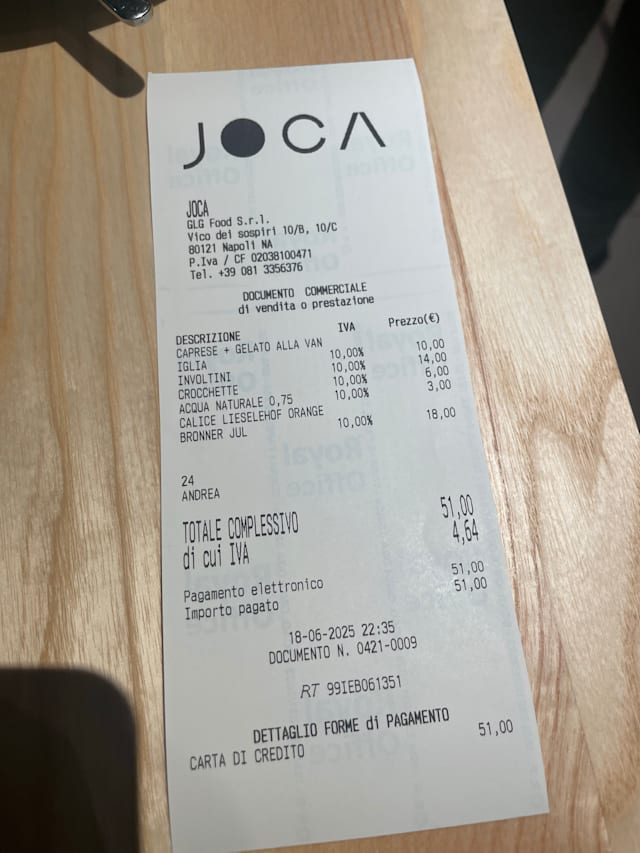 JOCA
JOCA
GLG Food S.r.l.
Vico dei sospiri 10/B, 10/C
80121 Napoli NA
P.Iva / CF 02038100471
Tel. +39 081 3356376
DOCUMENTO COMMERCIALE
di vendita o prestazione
DESCRIZIONE IVA Prezzo(€)
CAPRESE + GELATO ALLA VAN
IGLIA 10,00% 10,00
INVOLTINI 10,00% 14,00
CROCCHETTE 10,00% 6,00
ACQUA NATURALE 0,75 10,00% 3,00
CALICE LIESELEHOF ORANGE
BRONNER JUL 10,00% 18,00
24
ANDREA
TOTALE COMPLESSIVO 51,00
di cui IVA 4,64
Pagamento elettronico 51,00
Importo pagato 51,00
18-06-2025 22:35
DOCUMENTO N. 0421-0009
RT 99IEB061351
DETTAGLIO FORME di PAGAMENTO
CARTA DI CREDITO 51,00